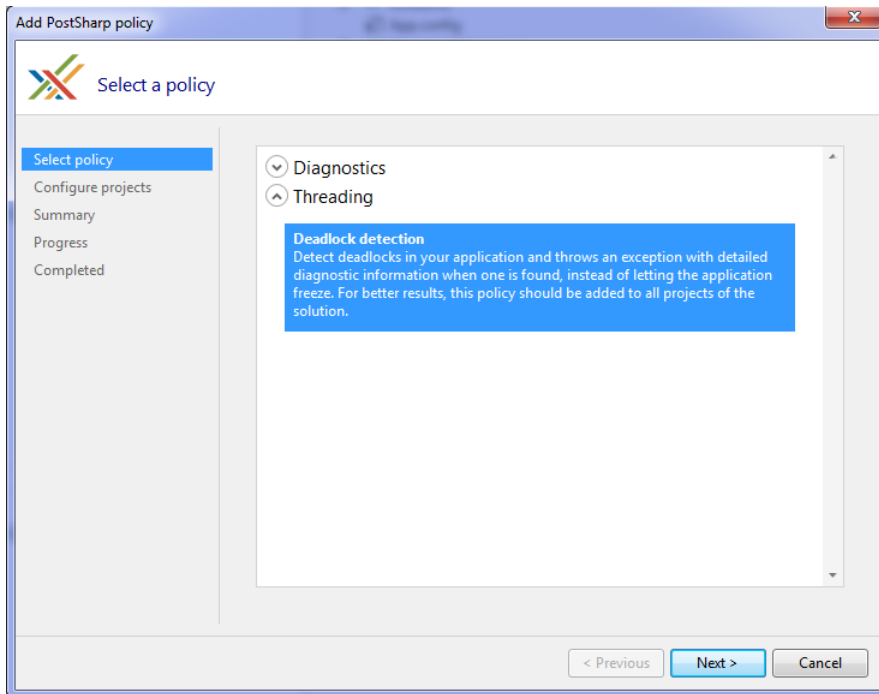 Add PostSharp policy
Select a policy
Select policy
Configure projects
Summary
Progress
Completed
Diagnostics
Threading
Deadlock detection
Detect deadlocks in your application and throws an exception with detailed
diagnostic information when one is found, instead of letting the application
freeze. For better results, this policy should be added to all projects of the
solution.
< Previous
Next >
Cancel